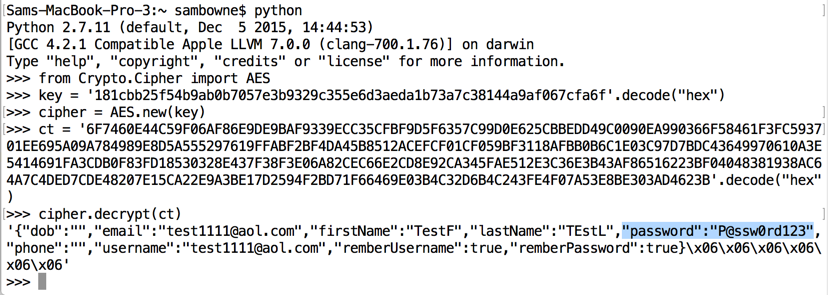 Sams-MacBook-Pro-3:~ sambowne$ python
Python 2.7.11 (default, Dec  5 2015, 14:44:53)
[GCC 4.2.1 Compatible Apple LLVM 7.0.0 (clang-700.1.76)] on darwin
Type "help", "copyright", "credits" or "license" for more information.
>>> from Crypto.Cipher import AES
>>> key = '181cbb25f54b9ab0b7057e3b9329c355e6d3aeda1b73a7c38144a9af067cfa6f'.decode("hex")
>>> cipher = AES.new(key)
>>> ct = '6F7460E44C59F06AF86E9DE9BAF9339ECC35CFBF9D5F6357C99D0E625CBBEDD49C0090EA990366F58461F3FC5937
01EE695A09A784989E8D5A555297619FFABF2BF4DA45B8512ACEFCF01CF059BF3118AFBB0B6C1E03C97D7BDC43649970610A3E
5414691FA3CDB0F83FD18530328E437F38F3E06A82CEC66E2CD8E92CA345FAE512E3C36E3B43AF86516223BF04048381938AC6
4A7C4DED7CDE48207E15CA22E9A3BE17D2594F2BD71F66469E03B4C32D6B4C243FE4F07A53E8BE303AD4623B'.decode("hex"
)
>>> cipher.decrypt(ct)
'{"dob":"","email":"test1111@aol.com","firstName":"TestF","lastName":"TEstL","password":"P@ssw0rd123",
"phone":"","username":"test1111@aol.com","remberUsername":true,"remberPassword":true}\x06\x06\x06\x06\
x06\x06'
>>>